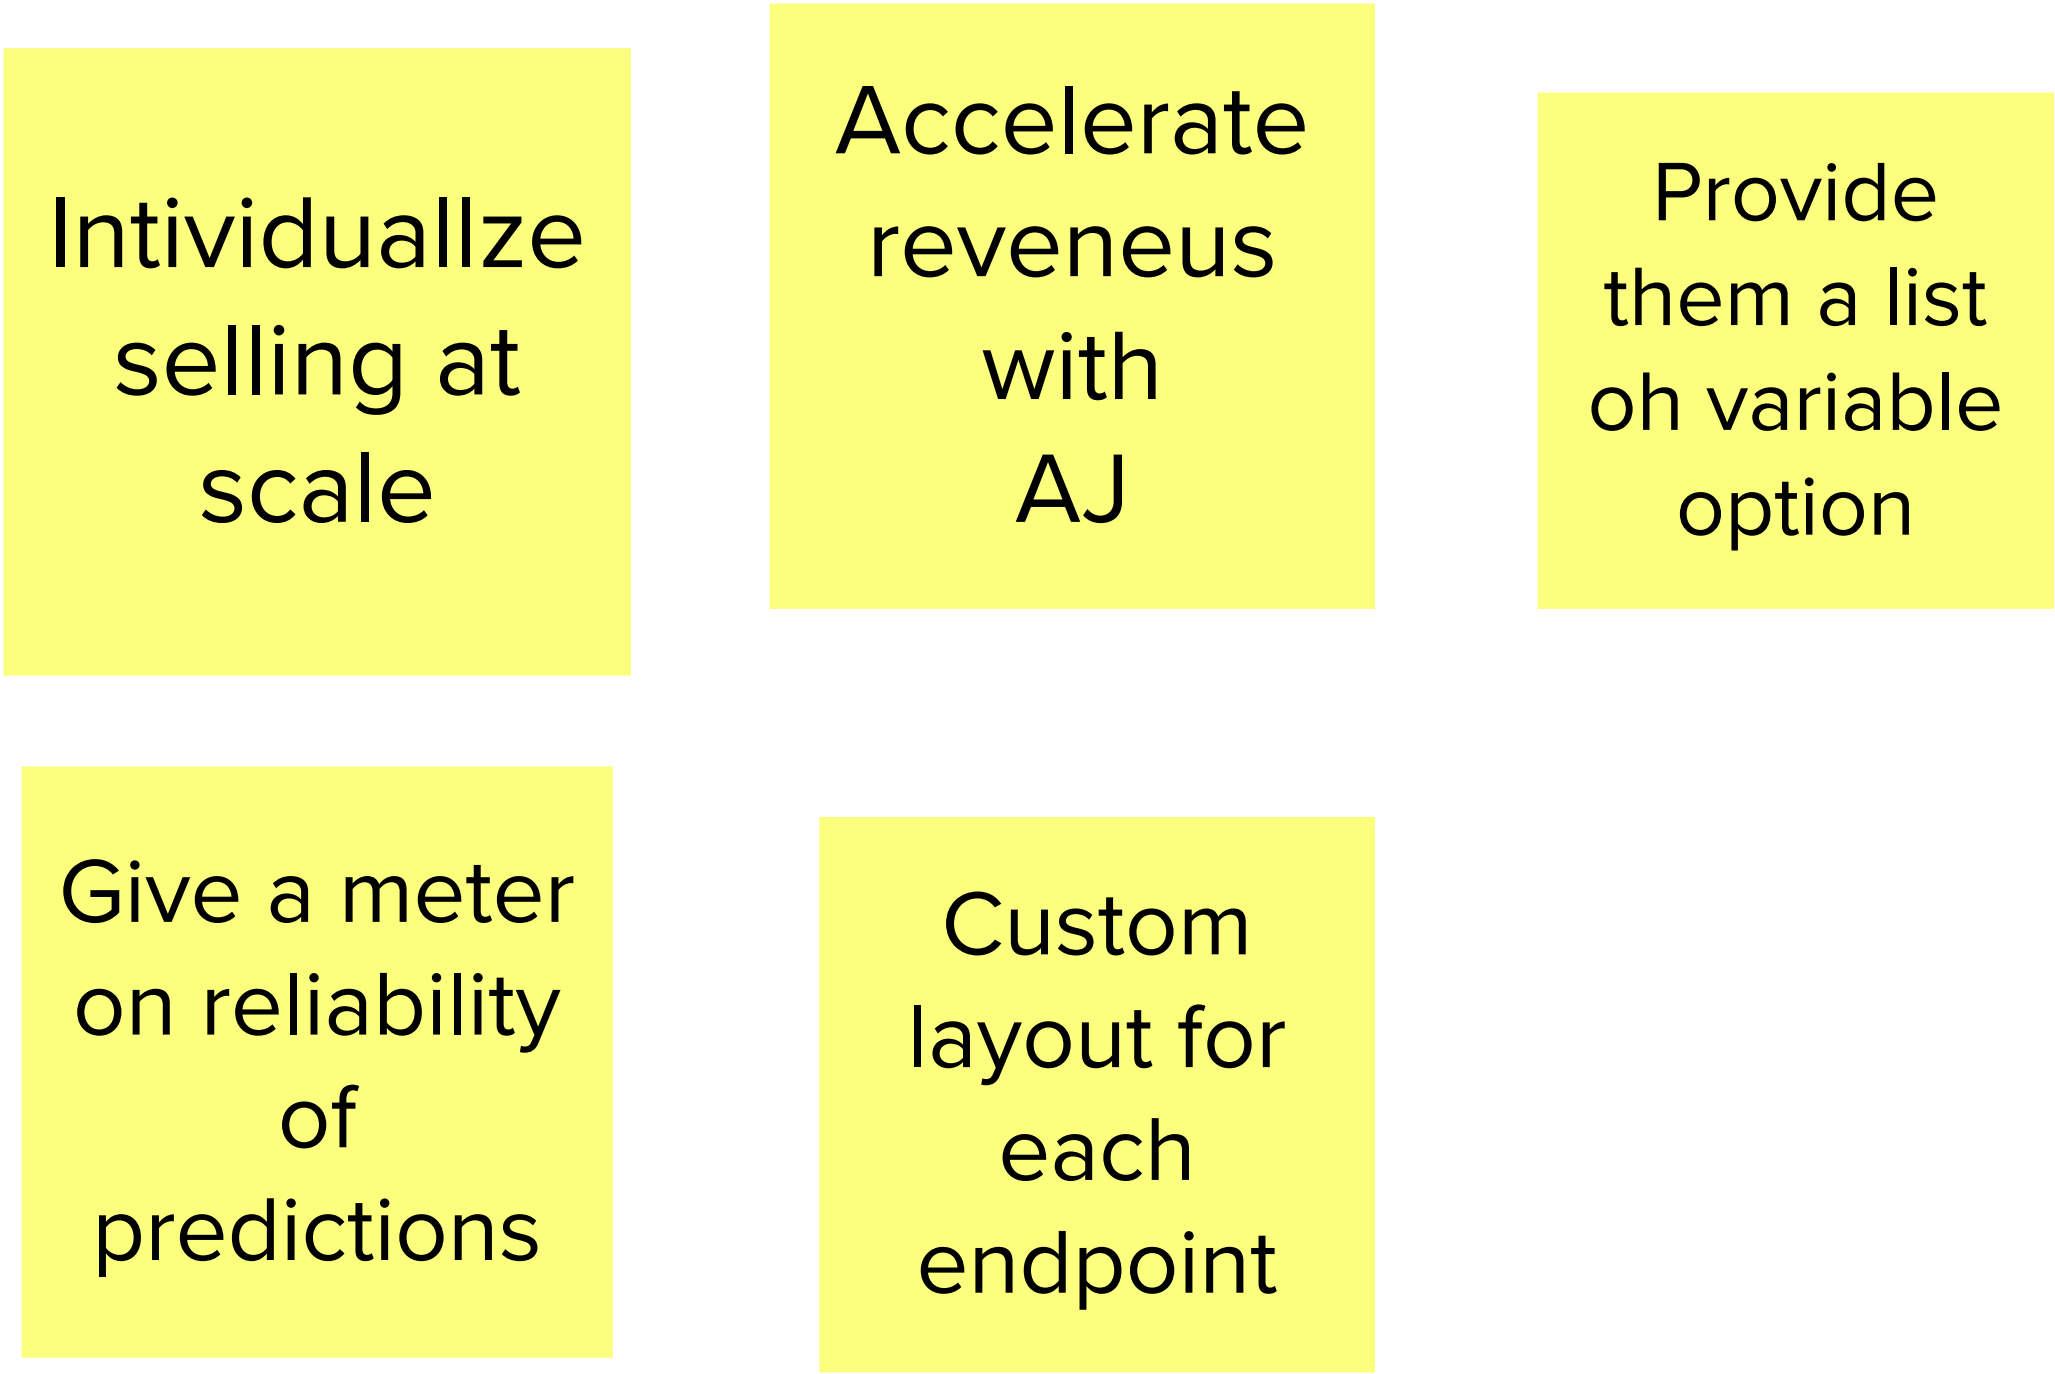 Intividuallze
selling at
scale
Accelerate
reveneus
with
AJ
Provide
them a list
oh variable
option
Give a meter
on reliability
of
predictions
Custom
layout for
each
endpoint